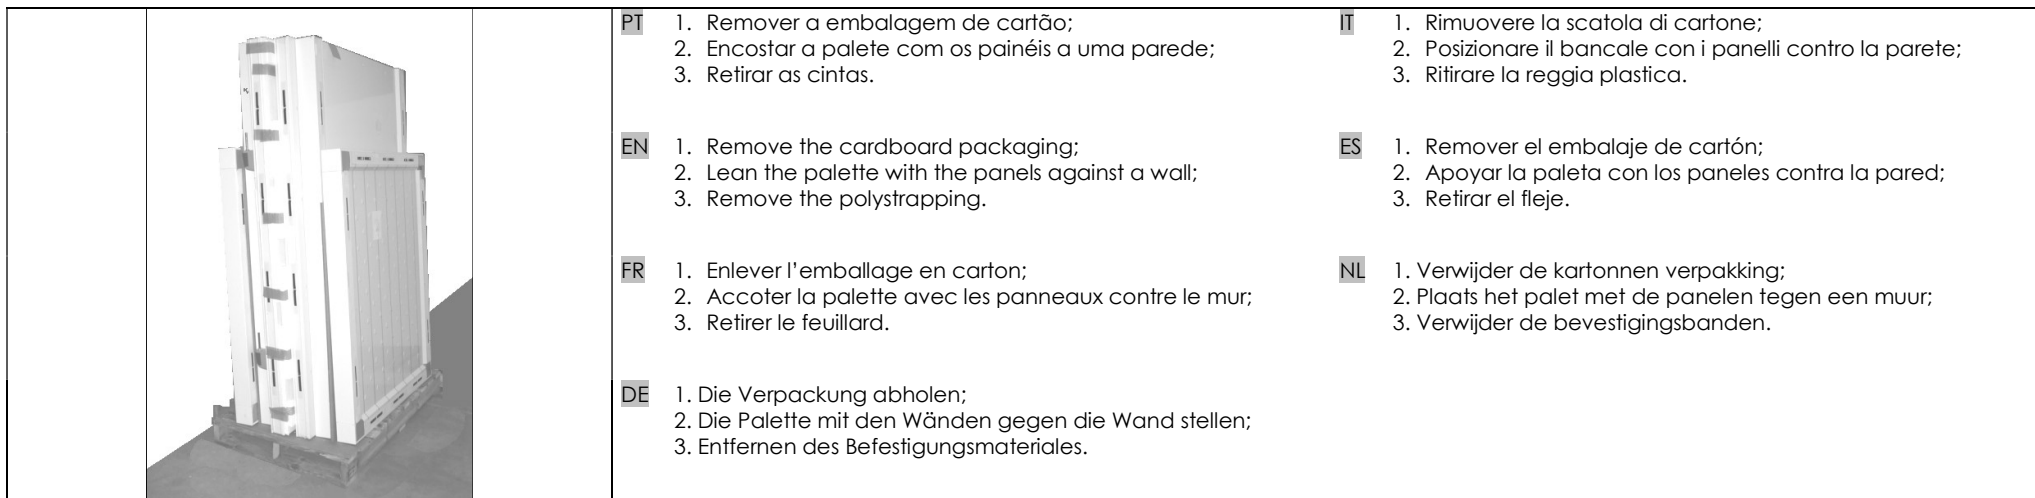 PT 1. Remover a embalagem de cartão;
2. Encostar a palete com os painéis a uma parede;
3. Retirar as cintas.
EN 1. Remove the cardboard packaging;
2. Lean the palette with the panels against a wall;
3. Remove the polystrapping.
FR 1. Enlever l’emballage en carton;
2. Accoter la palette avec les panneaux contre le mur;
3. Retirer le feuillard.
DE 1. Die Verpackung abholen;
2. Die Palette mit den Wänden gegen die Wand stellen;
3. Entfernen des Befestigungsmateriales.
IT 1. Rimuovere la scatola di cartone;
2. Posizionare il bancale con i panelli contro la parete;
3. Ritirare la reggia plastica.
ES 1. Remover el embalaje de cartón;
2. Apoyar la paleta con los paneles contra la pared;
3. Retirar el fleje.
NL 1. Verwijder de kartonnen verpakking;
2. Plaats het palet met de panelen tegen een muur;
3. Verwijder de bevestigingsbanden.